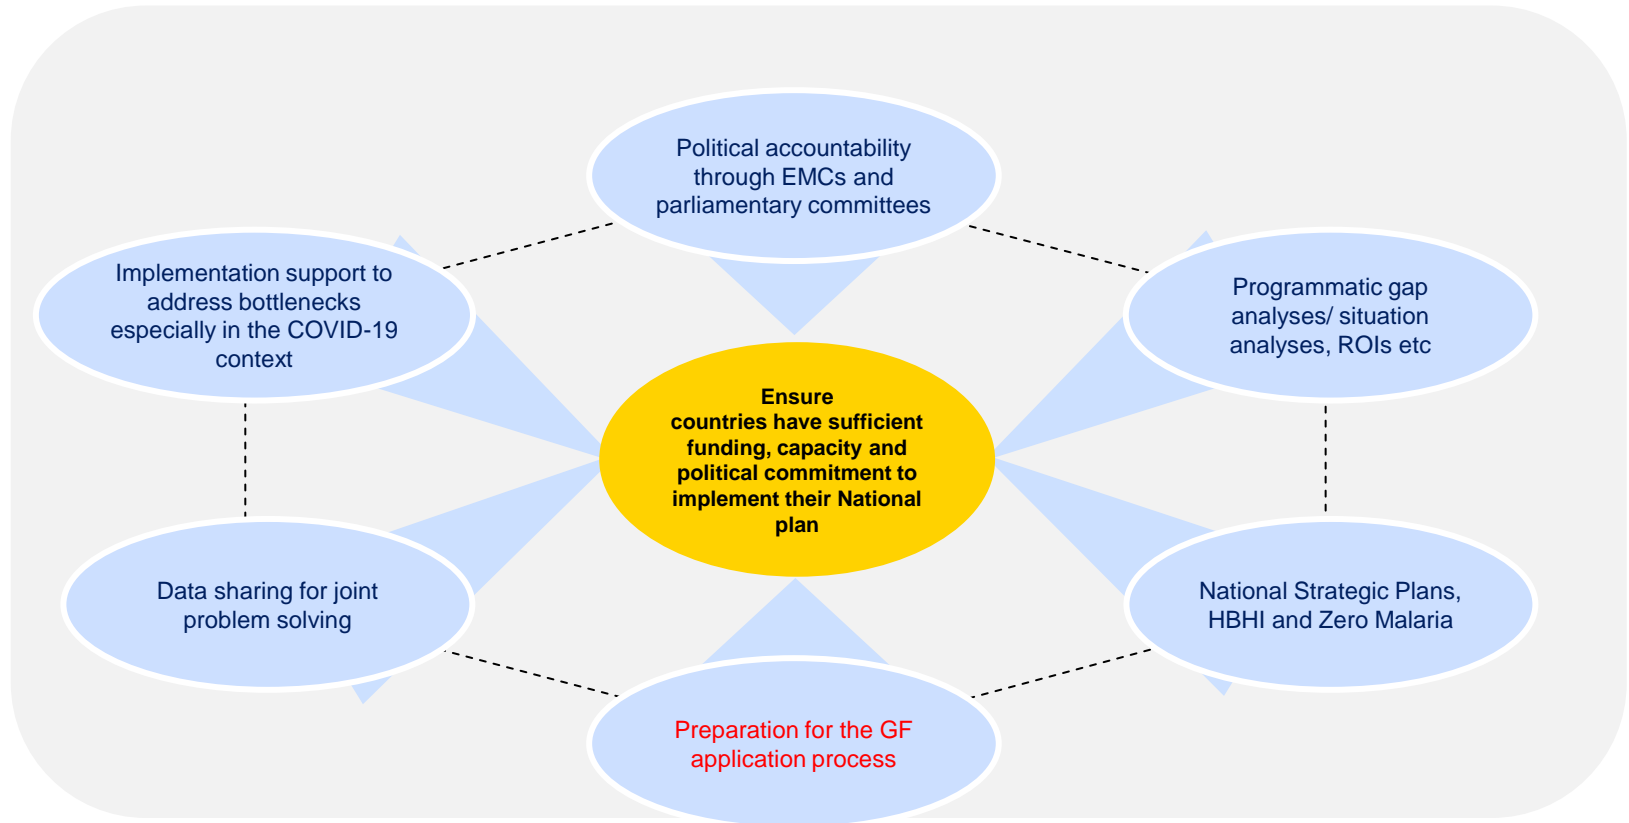 Political accountability
through EMCs and
parliamentary committees
Implementation support to
address bottlenecks
especially in the COVID-19
context
Programmatic gap
analyses/ situation
analyses, ROIs etc
Ensure
countries have sufficient
funding, capacity and
political commitment to
implement their National
plan
Data sharing for joint
problem solving
National Strategic Plans,
HBHI and Zero Malaria
Preparation for the GF
application process